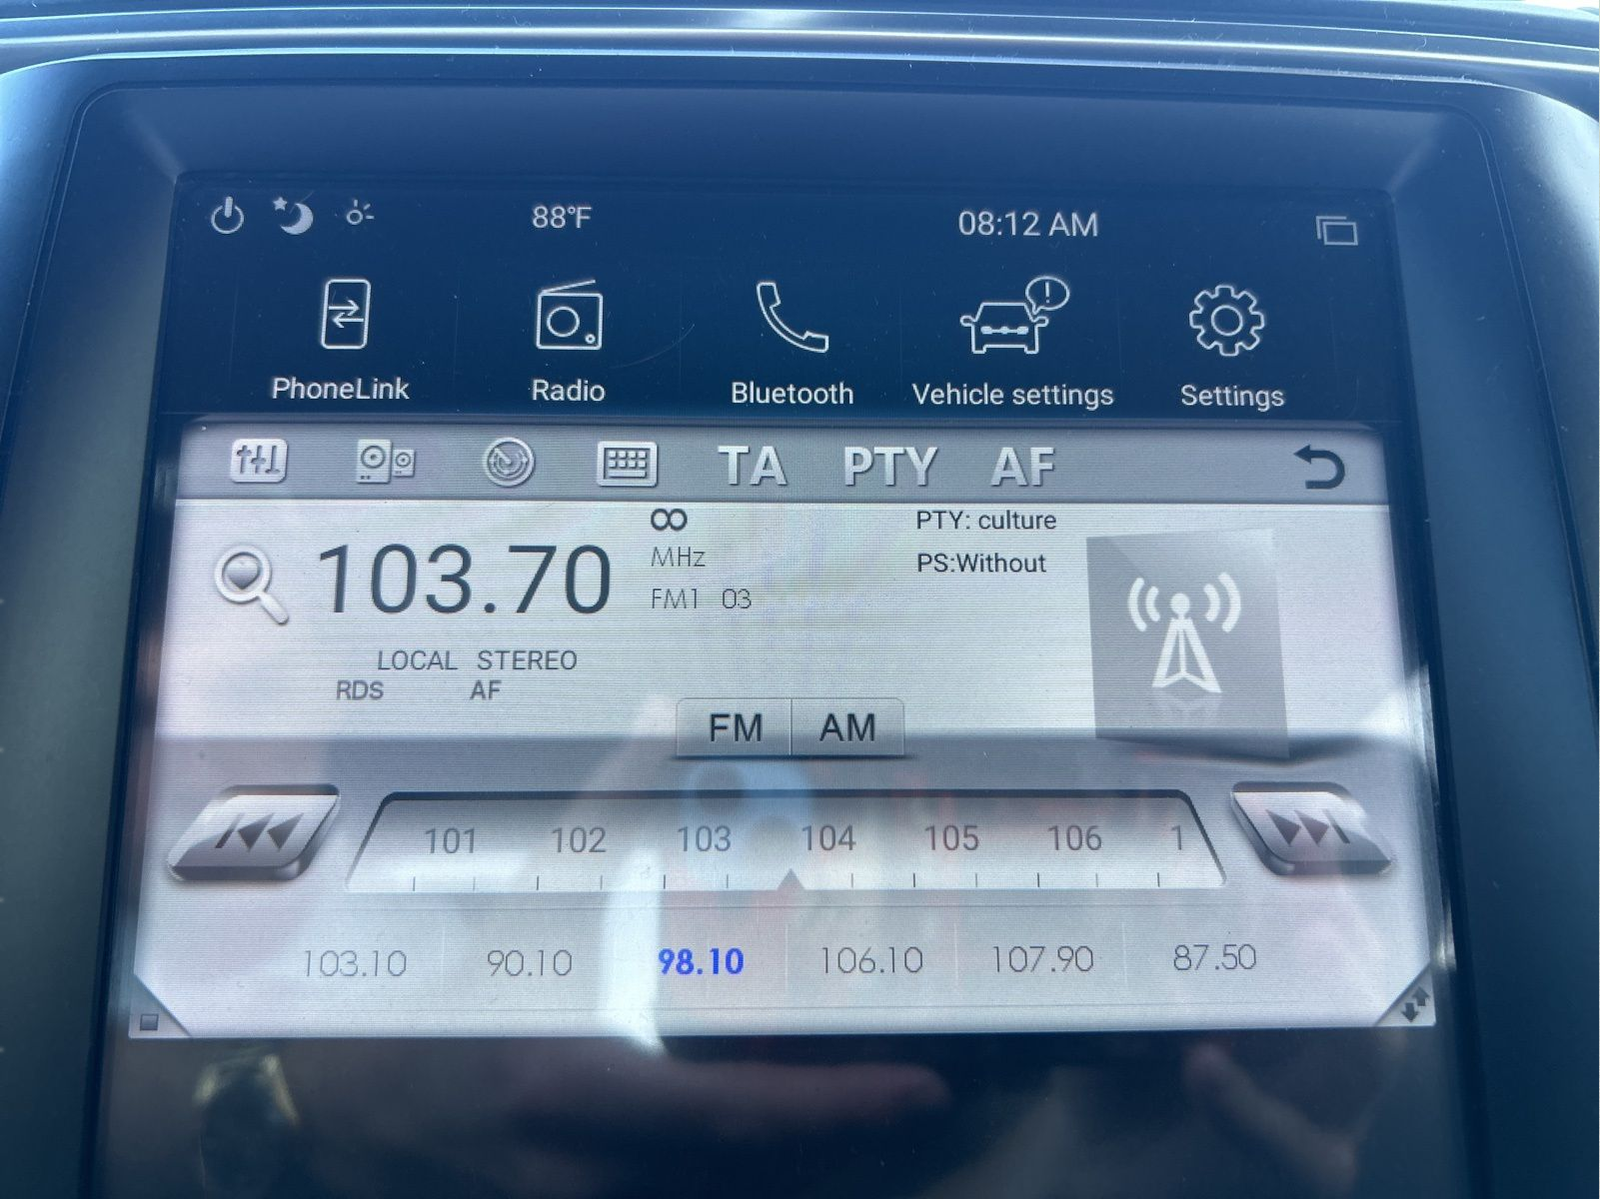 88°F 08:12 AM
PhoneLink Radio Bluetooth Vehicle settings Settings
TA PTY AF
103.70
MHz
FM1 03
PTY: culture
PS:Without
LOCAL STEREO
RDS AF
FM AM
101 102 103 104 105 106 1
103.10 90.10 98.10 106.10 107.90 87.50